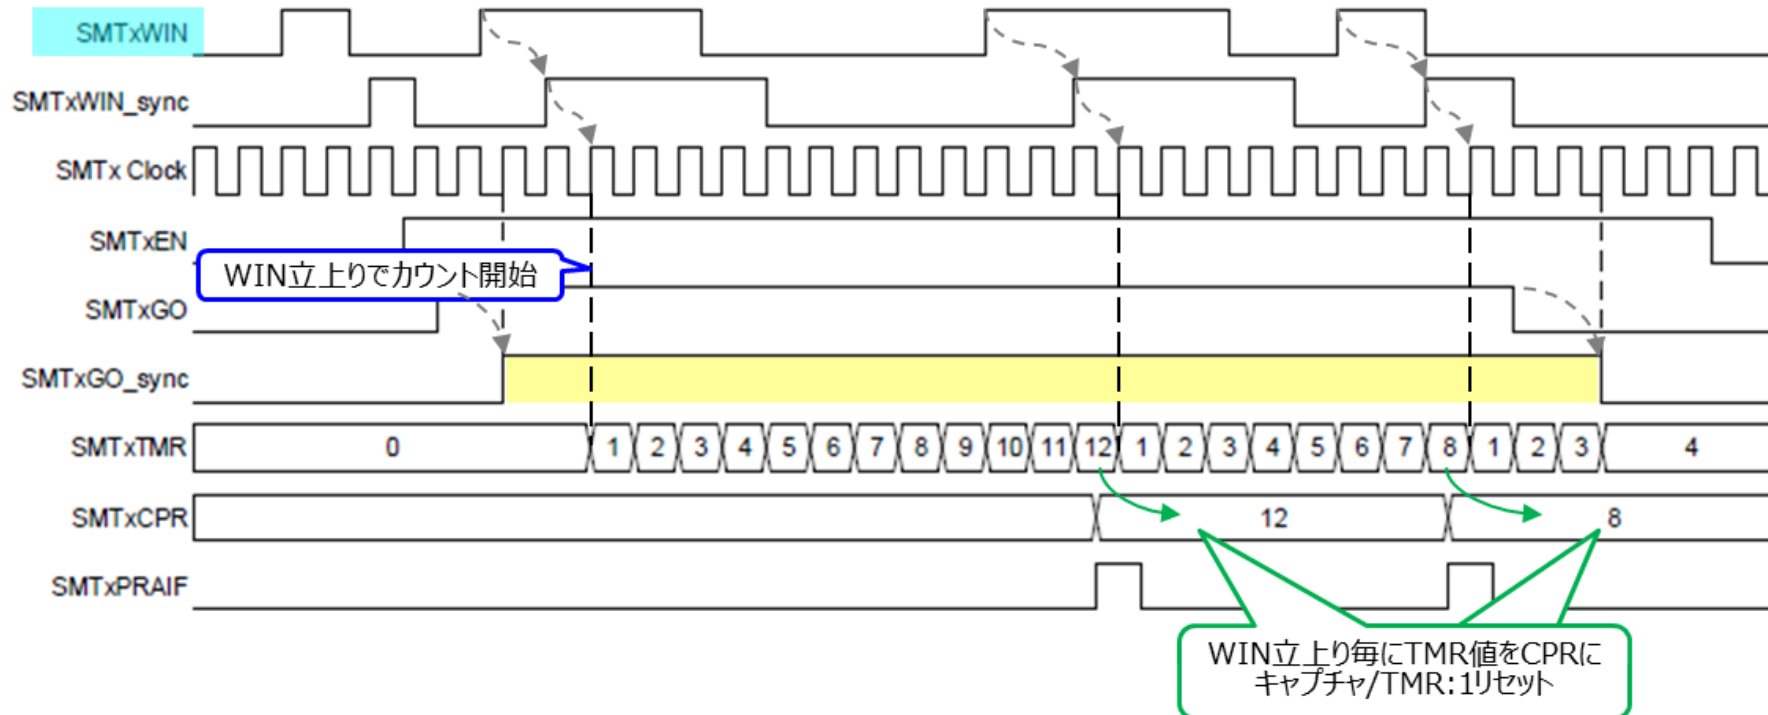 SMTxWIN
SMTxWIN_sync
SMTx Clock
SMTxEN
WIN立上りでカウント開始
SMTxGO
SMTxGO_sync
SMTxTMR 0 1 2 3 4 5 6 7 8 9 10 11 12 1 2 3 4 5 6 7 8 1 2 3 4
SMTxCPR 12 8
SMTxPRAIF
WIN立上り毎にTMR値をCPRに
キャプチャ/TMR:1リセット